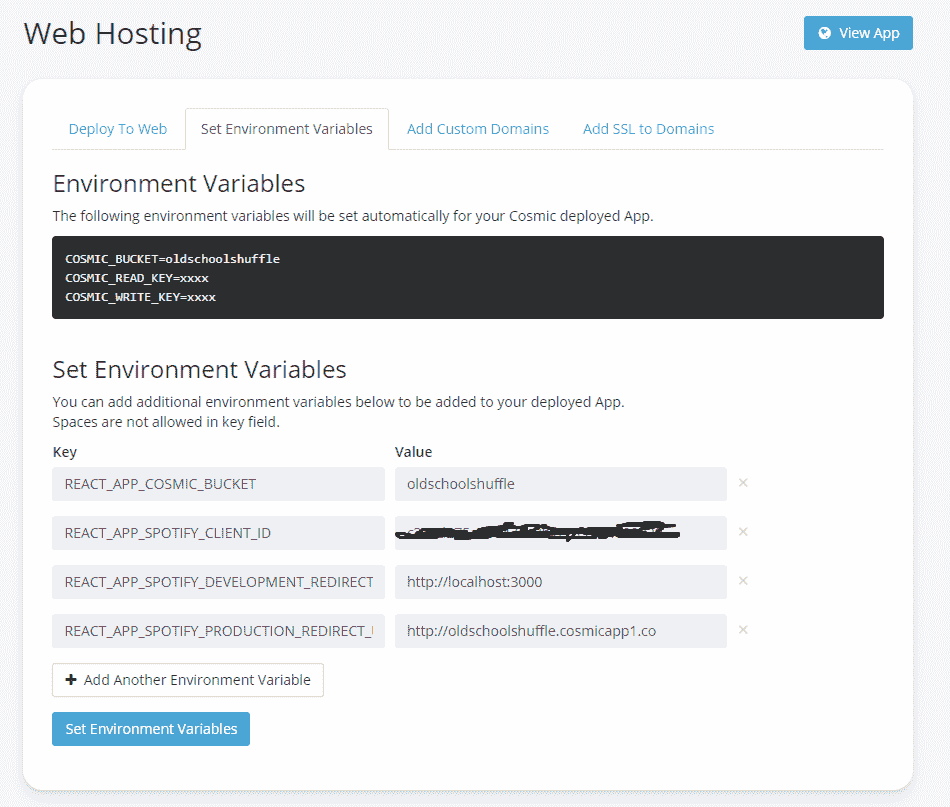 Web Hosting
View App
Deploy To Web
Set Environment Variables
Add Custom Domains
Add SSL to Domains
Environment Variables
The following environment variables will be set automatically for your Cosmic deployed App.
COSMIC_BUCKET=oldschoolshuffle
COSMIC_READ_KEY=xxxx
COSMIC_WRITE_KEY=xxxx
Set Environment Variables
You can add additional environment variables below to be added to your deployed App.
Spaces are not allowed in key field.
Key Value
REACT_APP_COSMIC_BUCKET oldschoolshuffle
REACT_APP_SPOTIFY_CLIENT_ID
REACT_APP_SPOTIFY_DEVELOPMENT_REDIRECT http://localhost:3000
REACT_APP_SPOTIFY_PRODUCTION_REDIRECT_ http://oldschoolshuffle.cosmicapp1.co
Add Another Environment Variable
Set Environment Variables